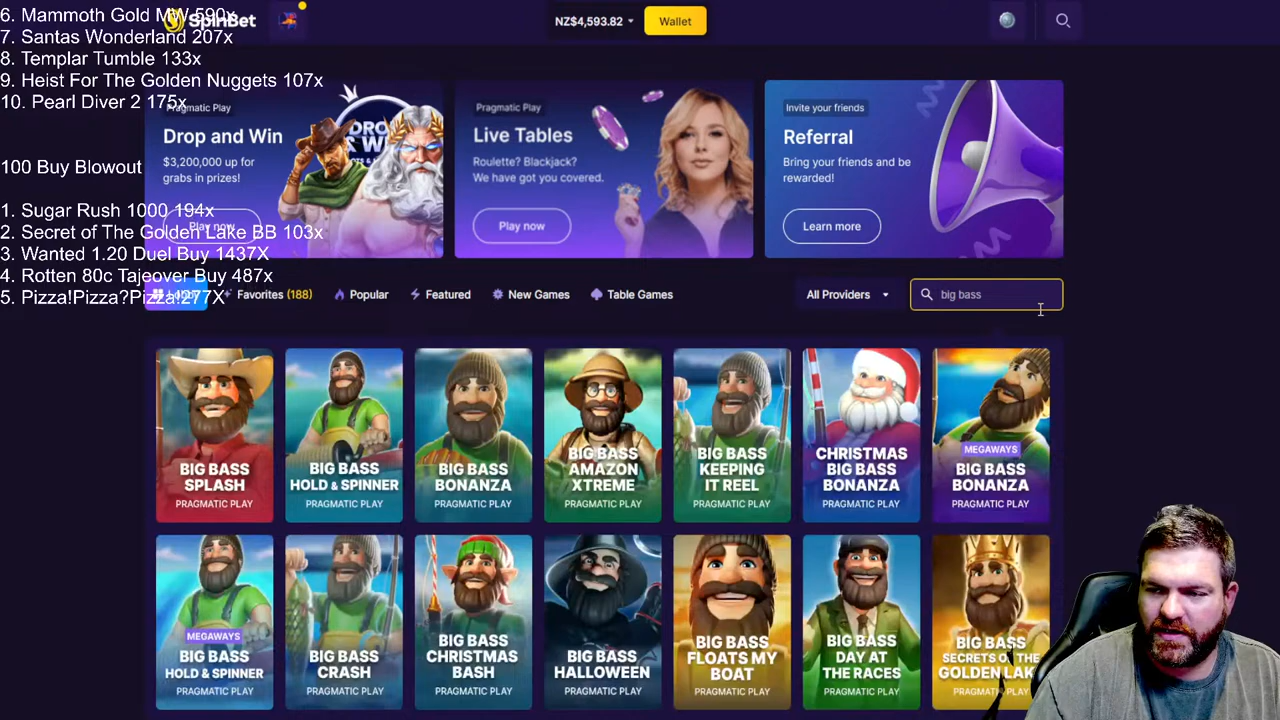 6. Mammoth Gold MW 590x
7. Santas Wonderland 207x
8. Templar Tumble 133x
9. Heist For The Golden Nuggets 107x
10. Pearl Diver 2 175x
100 Buy Blowout
1. Sugar Rush 1000 194x
2. Secret of The Golden Lake BB 103x
3. Wanted 1.20 Duel Buy 1437X
4. Rotten 80c Tajeover Buy 487x
5. Pizza!Pizza?Pizza!277X
SpinBet
NZ$4,593.82
Wallet
Pragmatic Play
Drop and Win
$3,200,000 up for
grabs in prizes!
Play now
Pragmatic Play
Live Tables
Roulette? Blackjack?
We have got you covered.
Play now
Invite your friends
Referral
Bring your friends and be
rewarded!
Learn more
Favorites (188)
Popular
Featured
New Games
Table Games
All Providers
big bass
BIG BASS
SPLASH
PRAGMATIC PLAY
BIG BASS
HOLD & SPINNER
PRAGMATIC PLAY
BIG BASS
BONANZA
PRAGMATIC PLAY
BIG BASS
AMAZON
XTREME
PRAGMATIC PLAY
BIG BASS
KEEPING
IT REEL
PRAGMATIC PLAY
CHRISTMAS
BIG BASS
BONANZA
PRAGMATIC PLAY
MEGAWAYS
BIG BASS
BONANZA
PRAGMATIC PLAY
MEGAWAYS
BIG BASS
HOLD & SPINNER
PRAGMATIC PLAY
BIG BASS
CRASH
PRAGMATIC PLAY
BIG BASS
CHRISTMAS
BASH
PRAGMATIC PLAY
BIG BASS
HALLOWEEN
PRAGMATIC PLAY
BIG BASS
FLOATS MY
BOAT
PRAGMATIC PLAY
BIG BASS
DAY AT
THE RACES
PRAGMATIC PLAY
BIG BASS
SECRETS OF THE
GOLDEN LAKE
PRAGMATIC PLAY